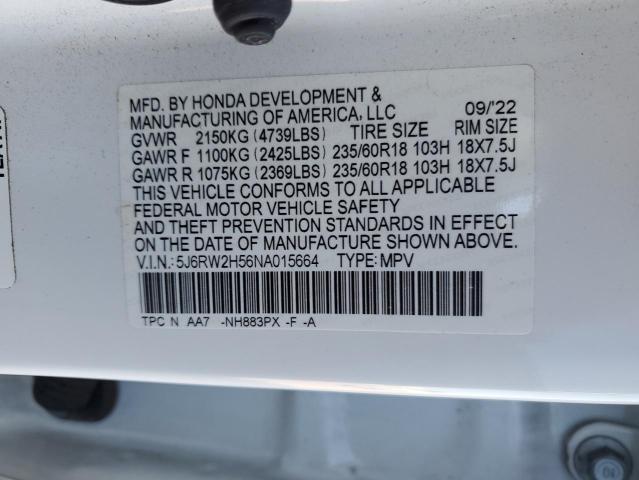 MFD. BY HONDA DEVELOPMENT & 09/'22
MANUFACTURING OF AMERICA, LLC
GVWR 2150KG (4739LBS) TIRE SIZE RIM SIZE
GAWR F 1100KG (2425LBS) 235/60R18 103H 18X7.5J
GAWR R 1075KG (2369LBS) 235/60R18 103H 18X7.5J
THIS VEHICLE CONFORMS TO ALL APPLICABLE
FEDERAL MOTOR VEHICLE SAFETY
AND THEFT PREVENTION STANDARDS IN EFFECT
ON THE DATE OF MANUFACTURE SHOWN ABOVE.
V.I.N.: 5J6RW2H56NA015664 TYPE: MPV
TPC N AA7 -NH883PX -F -A